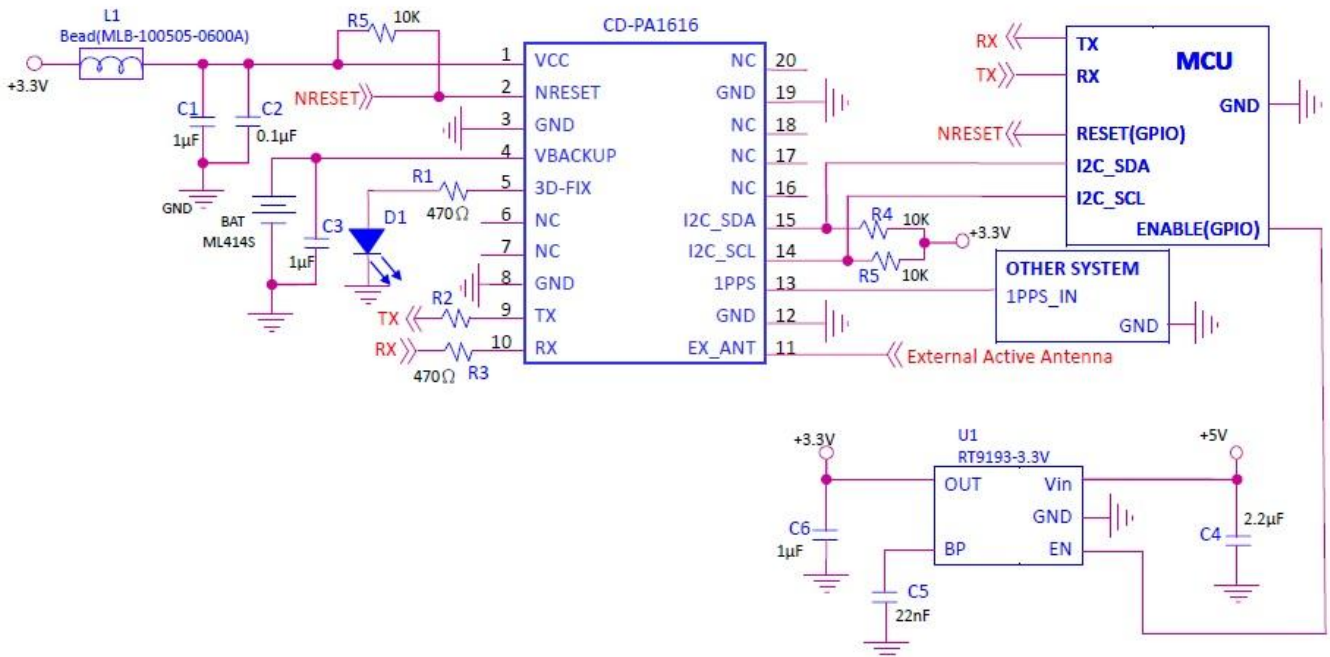 L1
Bead(MLB-100505-0600A)
+3.3V
R5
10K
NRESET
C1
1µF
C2
0.1µF
GND
BAT
ML414S
C3
1µF
R1
470Ω
D1
TX
R2
RX
470Ω
R3
CD-PA1616
1 VCC
2 NRESET
3 GND
4 VBACKUP
5 3D-FIX
6 NC
7 NC
8 GND
9 TX
10 RX
NC 20
GND 19
NC 18
NC 17
NC 16
I2C_SDA 15
I2C_SCL 14
1PPS 13
GND 12
EX_ANT 11
R4
10K
R5
10K
+3.3V
External Active Antenna
RX
TX
NRESET
MCU
TX
RX
GND
RESET(GPIO)
I2C_SDA
I2C_SCL
ENABLE(GPIO)
OTHER SYSTEM
1PPS_IN
GND
+3.3V
U1
RT9193-3.3V
+5V
OUT
Vin
GND
BP
EN
C6
1µF
C5
22nF
C4
2.2µF